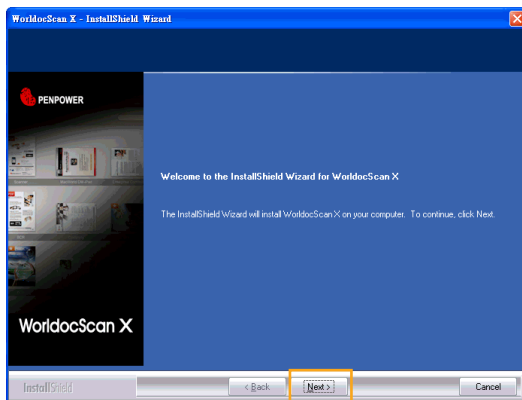 WorldocScan X - InstallShield Wizard
PENPOWER
Welcome to the InstallShield Wizard for WorldocScan X
The InstallShield Wizard will install WorldocScan X on your computer. To continue, click Next.
WorldocScan X
InstallShield
< Back
Next >
Cancel